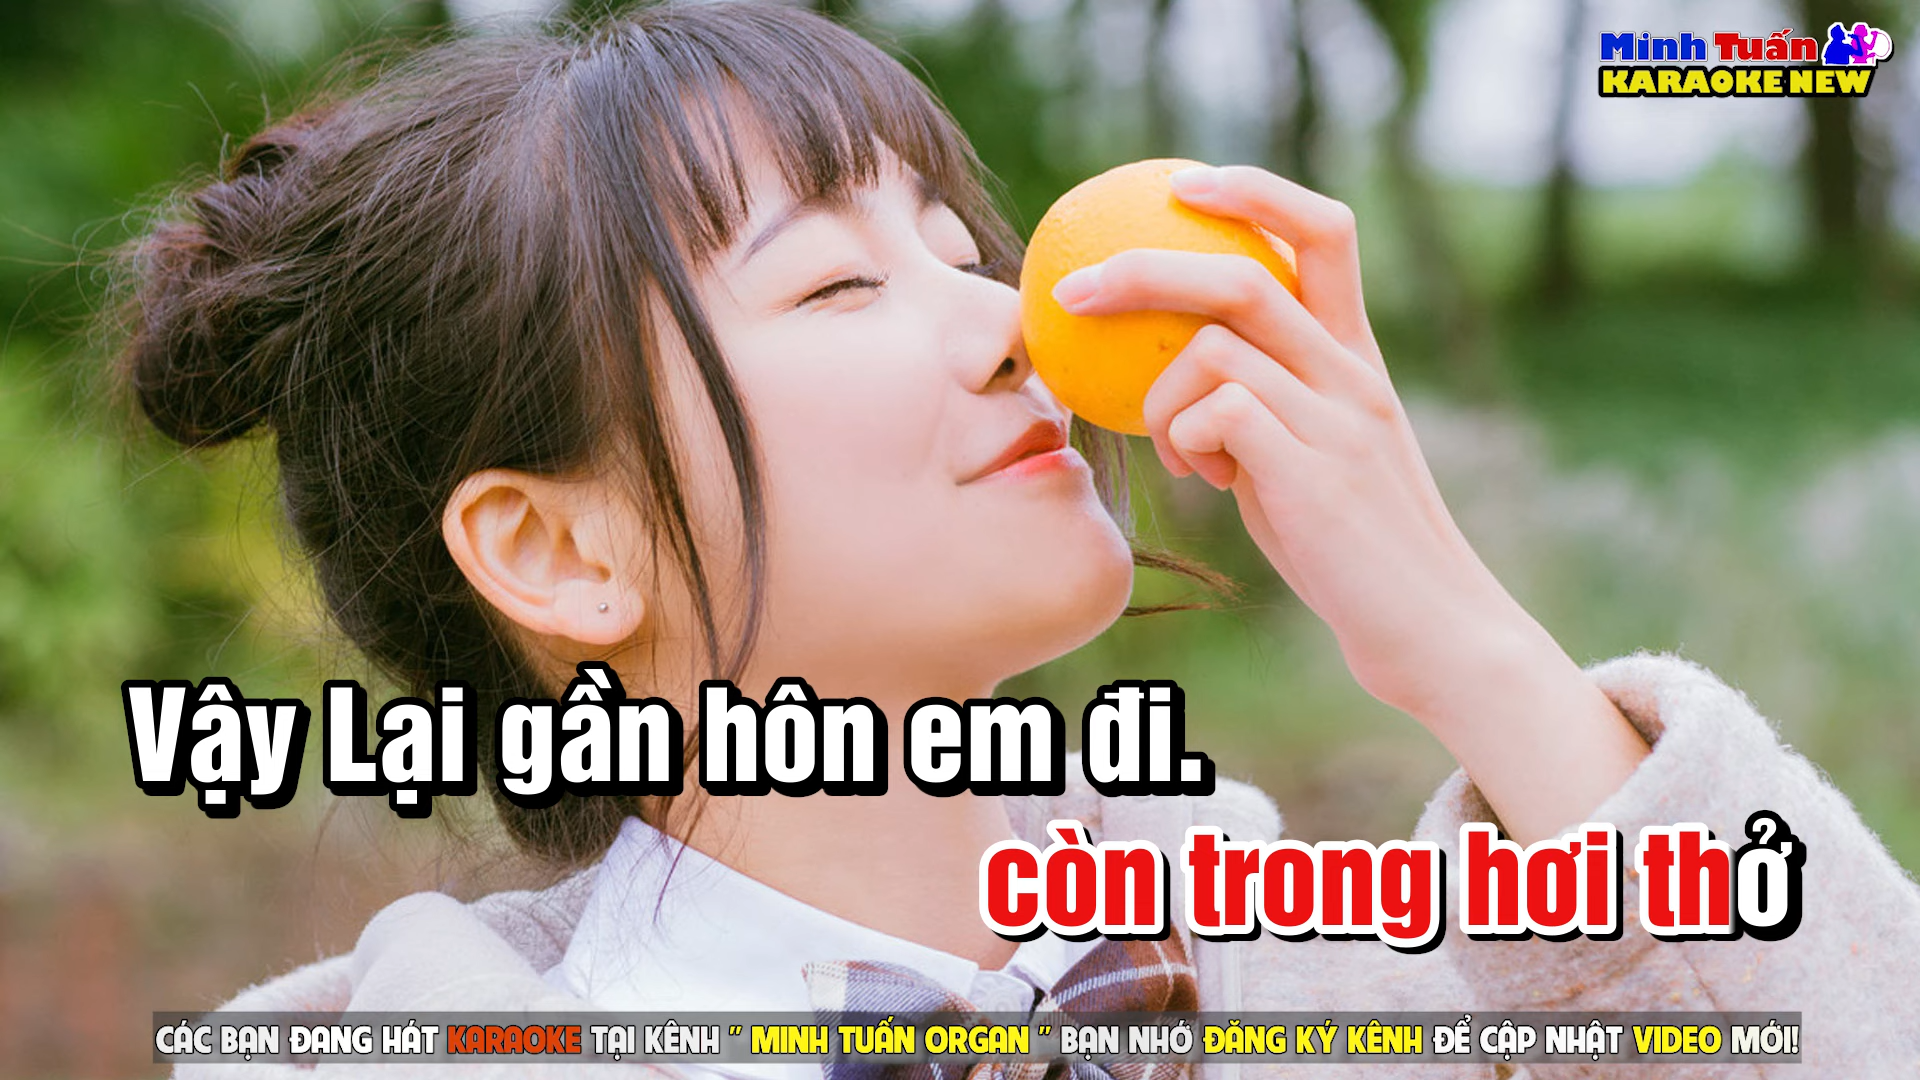 Minh Tuấn
KARAOKE NEW
Vậy Lại gần hôn em đi.
còn trong hơi thở
CÁC BẠN ĐANG HÁT KARAOKE TẠI KÊNH " MINH TUẤN ORGAN " BẠN NHỚ ĐĂNG KÝ KÊNH ĐỂ CẬP NHẬT VIDEO MỚI!